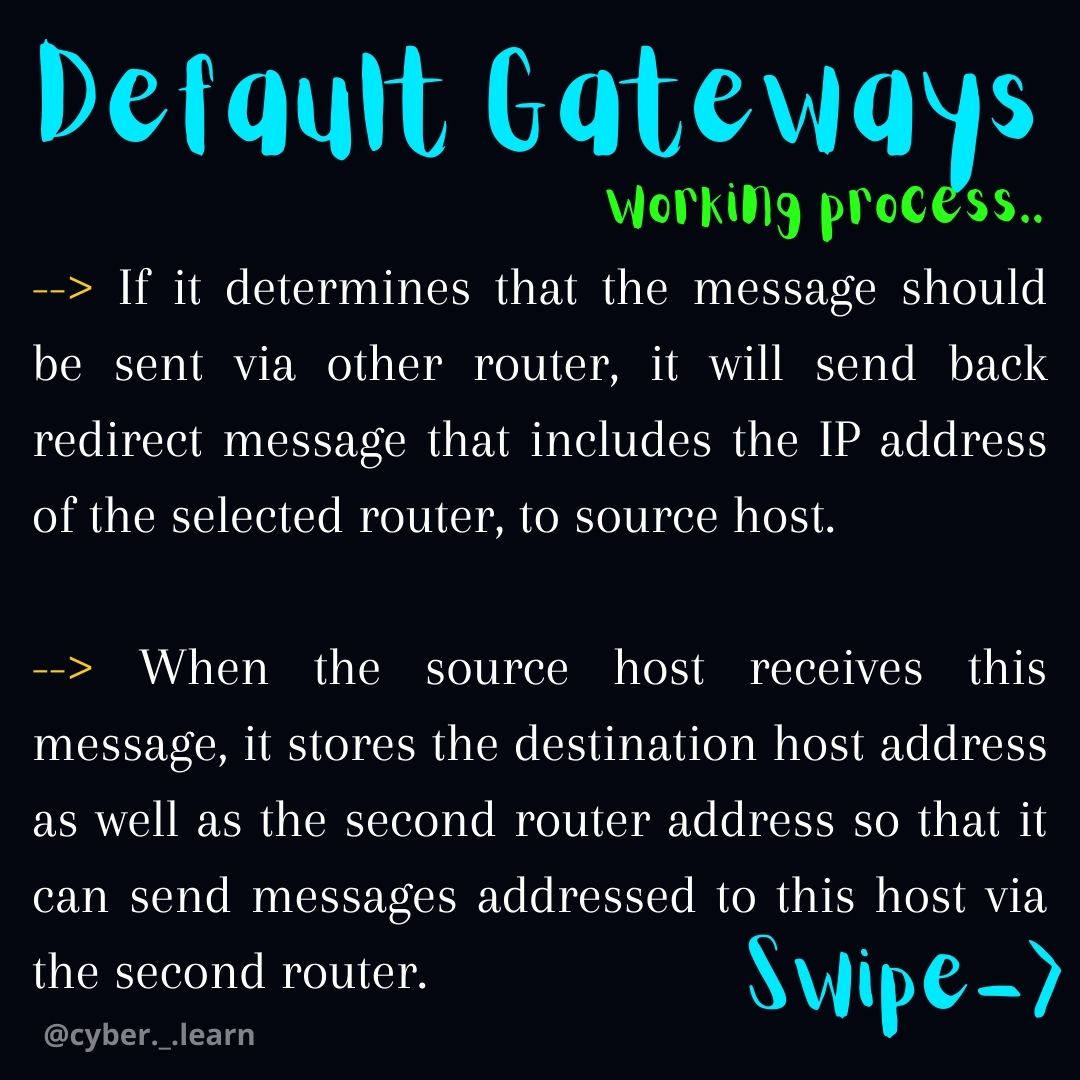 Default Gateways
working process..
--> If it determines that the message should
be sent via other router, it will send back
redirect message that includes the IP address
of the selected router, to source host.
--> When the source host receives this
message, it stores the destination host address
as well as the second router address so that it
can send messages addressed to this host via
the second router.
Swipe->
@cyber._.learn